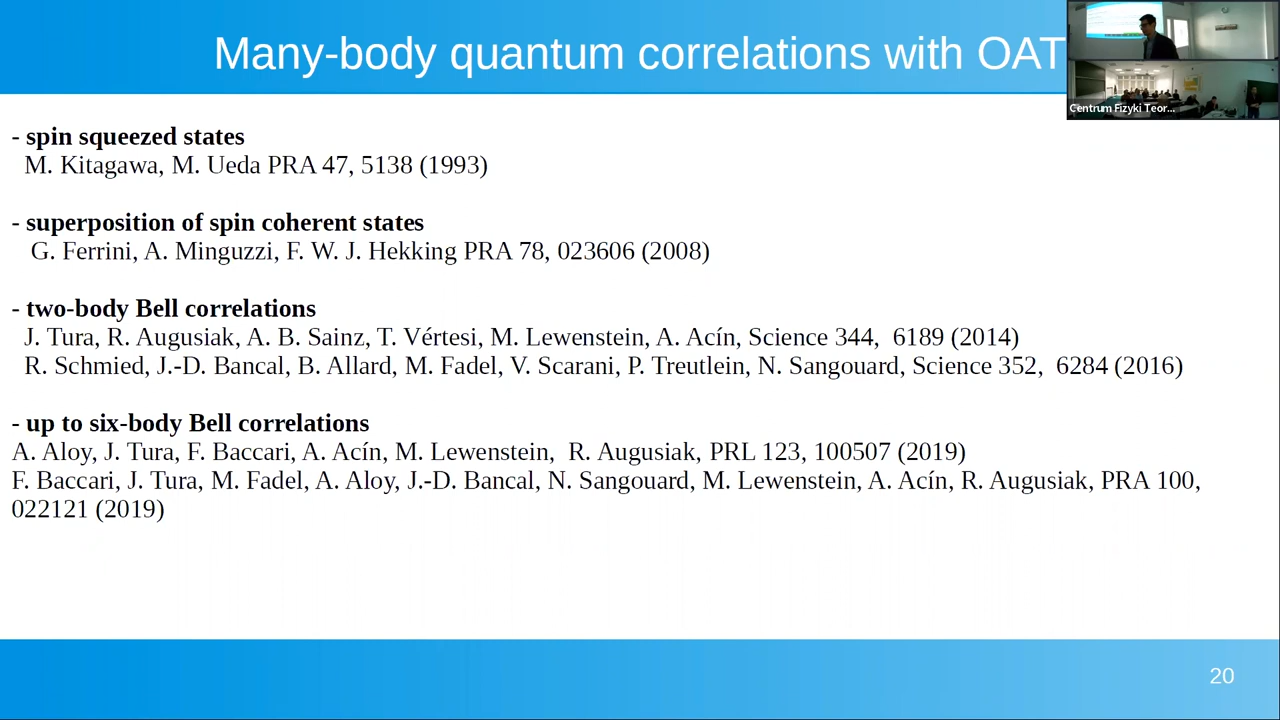 Many-body quantum correlations with OAT
Centrum Fizyki Teor...
- spin squeezed states
M. Kitagawa, M. Ueda PRA 47, 5138 (1993)
- superposition of spin coherent states
G. Ferrini, A. Minguzzi, F. W. J. Hekking PRA 78, 023606 (2008)
- two-body Bell correlations
J. Tura, R. Augusiak, A. B. Sainz, T. Vértesi, M. Lewenstein, A. Acín, Science 344, 6189 (2014)
R. Schmied, J.-D. Bancal, B. Allard, M. Fadel, V. Scarani, P. Treutlein, N. Sangouard, Science 352, 6284 (2016)
- up to six-body Bell correlations
A. Aloy, J. Tura, F. Baccari, A. Acín, M. Lewenstein, R. Augusiak, PRL 123, 100507 (2019)
F. Baccari, J. Tura, M. Fadel, A. Aloy, J.-D. Bancal, N. Sangouard, M. Lewenstein, A. Acín, R. Augusiak, PRA 100,
022121 (2019)
20